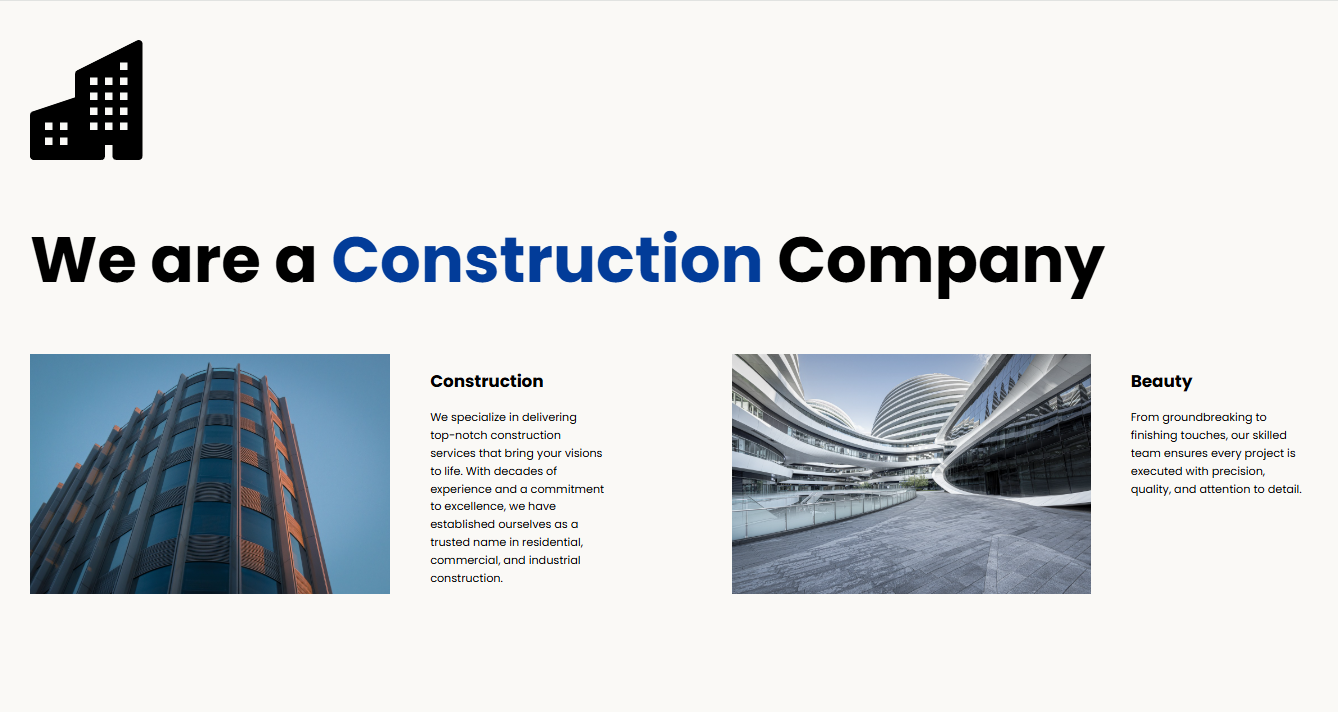 We are a Construction Company
Construction
We specialize in delivering
top-notch construction
services that bring your visions
to life. With decades of
experience and a commitment
to excellence, we have
established ourselves as a
trusted name in residential,
commercial, and industrial
construction.
Beauty
From groundbreaking to
finishing touches, our skilled
team ensures every project is
executed with precision,
quality, and attention to detail.